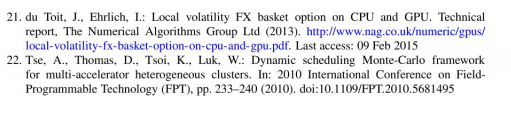 21. du Toit, J., Ehrlich, I.: Local volatility FX basket option on CPU and GPU. Technical
report, The Numerical Algorithms Group Ltd (2013). http://www.nag.co.uk/numeric/gpus/
local-volatility-fx-basket-option-on-cpu-and-gpu.pdf. Last access: 09 Feb 2015
22. Tse, A., Thomas, D., Tsoi, K., Luk, W.: Dynamic scheduling Monte-Carlo framework
for multi-accelerator heterogeneous clusters. In: 2010 International Conference on Field-
Programmable Technology (FPT), pp. 233–240 (2010). doi:10.1109/FPT.2010.5681495